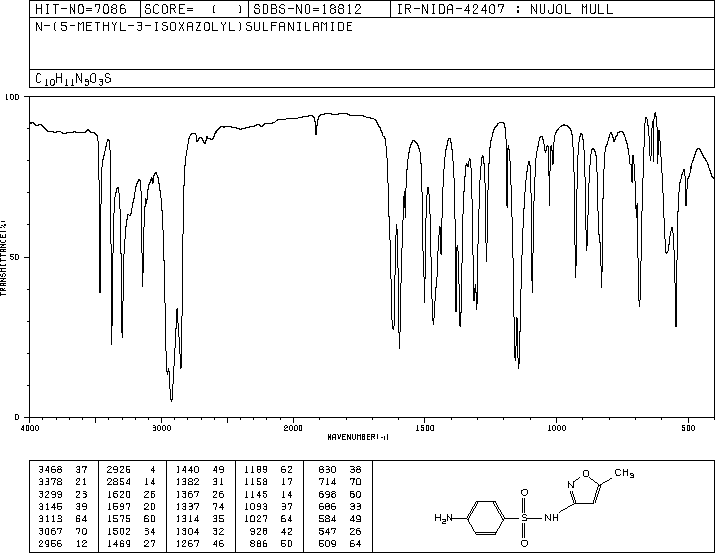 HIT-NO=7086 SCORE= ( ) SDBS-NO=18812 IR-NIDA-42407 : NUJOL MULL
N-(5-METHYL-3-ISOXAZOLYL)SULFANILAMIDE
C10H11N3O3S
100
TRANSMITTANCE(%)
50
0
4000 3000 2000 1500 1000 500
WAVENUMBER(-1)
3468 37 2925 4 1440 49 1189 62 830 38
3378 21 2854 14 1382 31 1158 17 714 70
3299 23 1620 26 1367 26 1145 14 698 60
3145 39 1597 20 1337 74 1093 37 686 33
3113 64 1575 60 1314 35 1027 64 584 49
3067 70 1502 34 1304 32 928 42 547 26
2956 12 1469 27 1267 46 886 50 509 64
O
N
CH3
O
H2N
S
NH
O